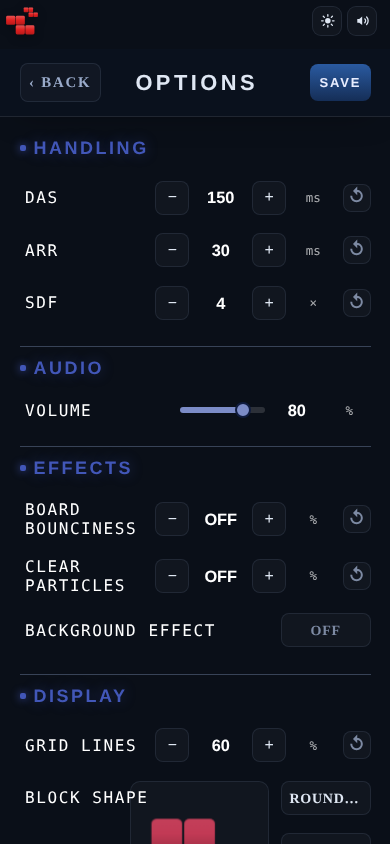 ‹ BACK
OPTIONS
SAVE
HANDLING
DAS − 150 + ms
ARR − 30 + ms
SDF − 4 + ×
AUDIO
VOLUME 80 %
EFFECTS
BOARD
BOUNCINESS − OFF + %
CLEAR
PARTICLES − OFF + %
BACKGROUND EFFECT OFF
DISPLAY
GRID LINES − 60 + %
BLOCK SHAPE ROUND…